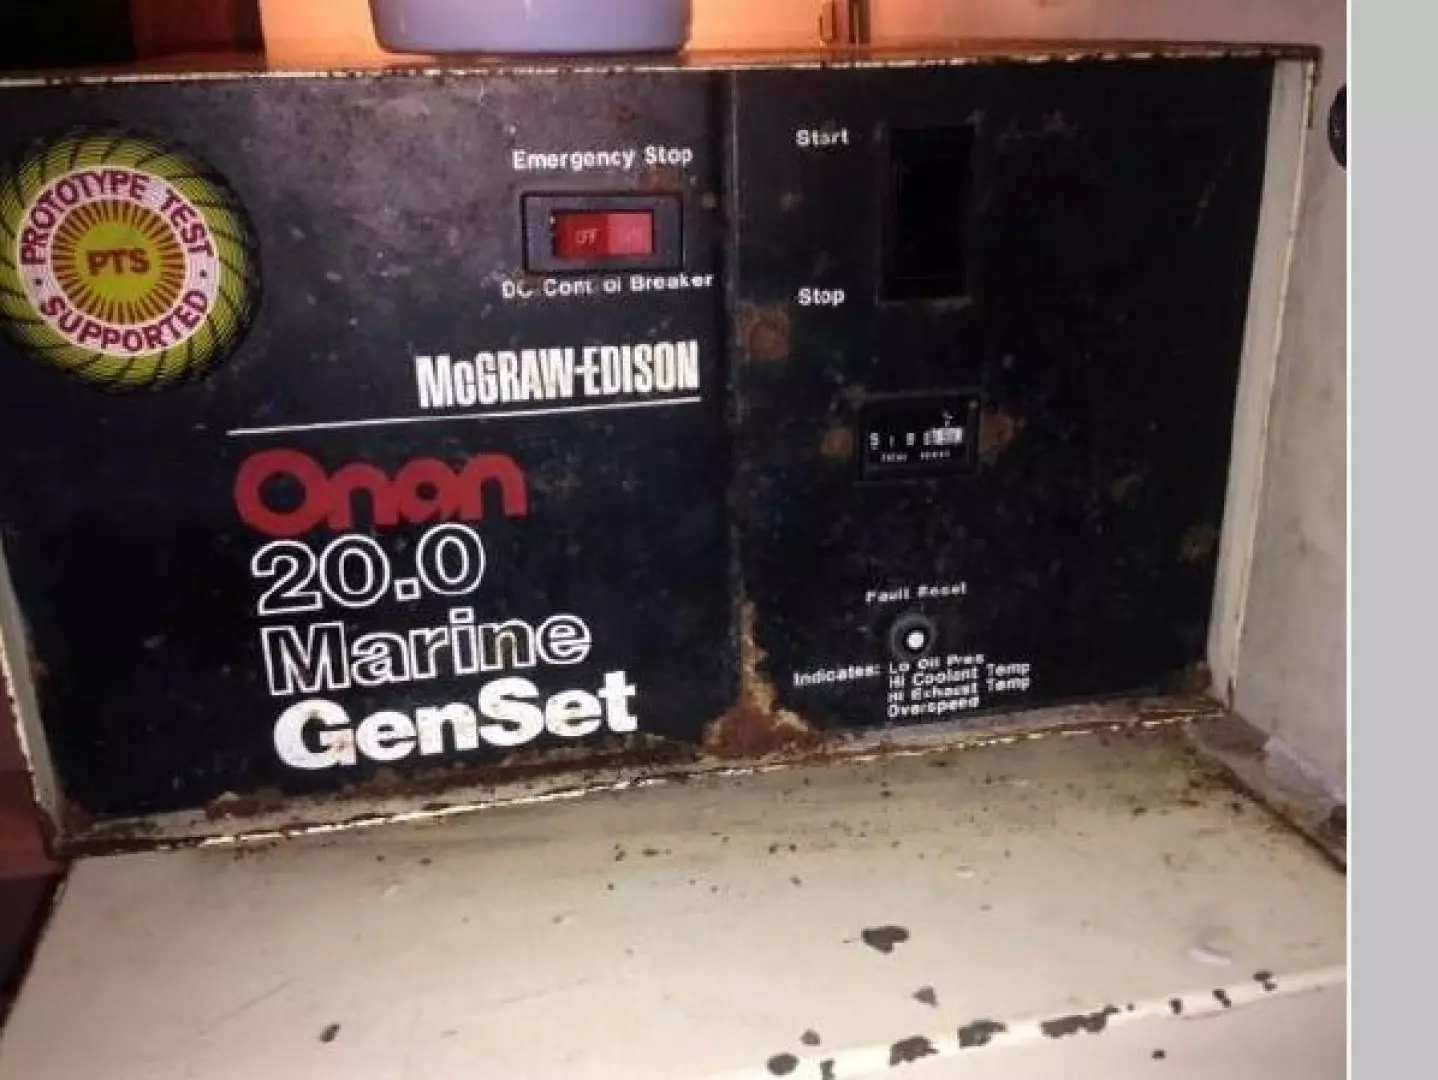 PROTOTYPE TEST
PTS
SUPPORTED
Emergency Stop
OFF
DC Control Breaker
McGRAW-EDISON
Onan
20.0
Marine
GenSet
Start
Stop
Fault Reset
Indicates: Lo Oil Pres
Hi Coolant Temp
Hi Exhaust Temp
Overspeed